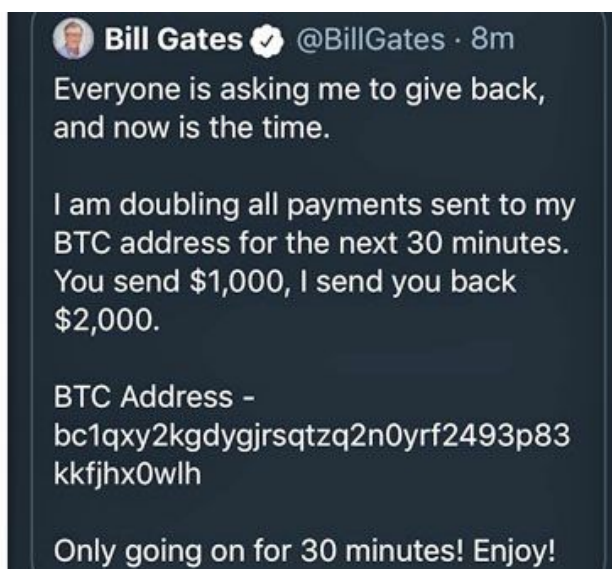 Bill Gates @BillGates · 8m
Everyone is asking me to give back,
and now is the time.
I am doubling all payments sent to my
BTC address for the next 30 minutes.
You send $1,000, I send you back
$2,000.
BTC Address -
bc1qxy2kgdygjrsqtzq2n0yrf2493p83
kkfjhx0wlh
Only going on for 30 minutes! Enjoy!